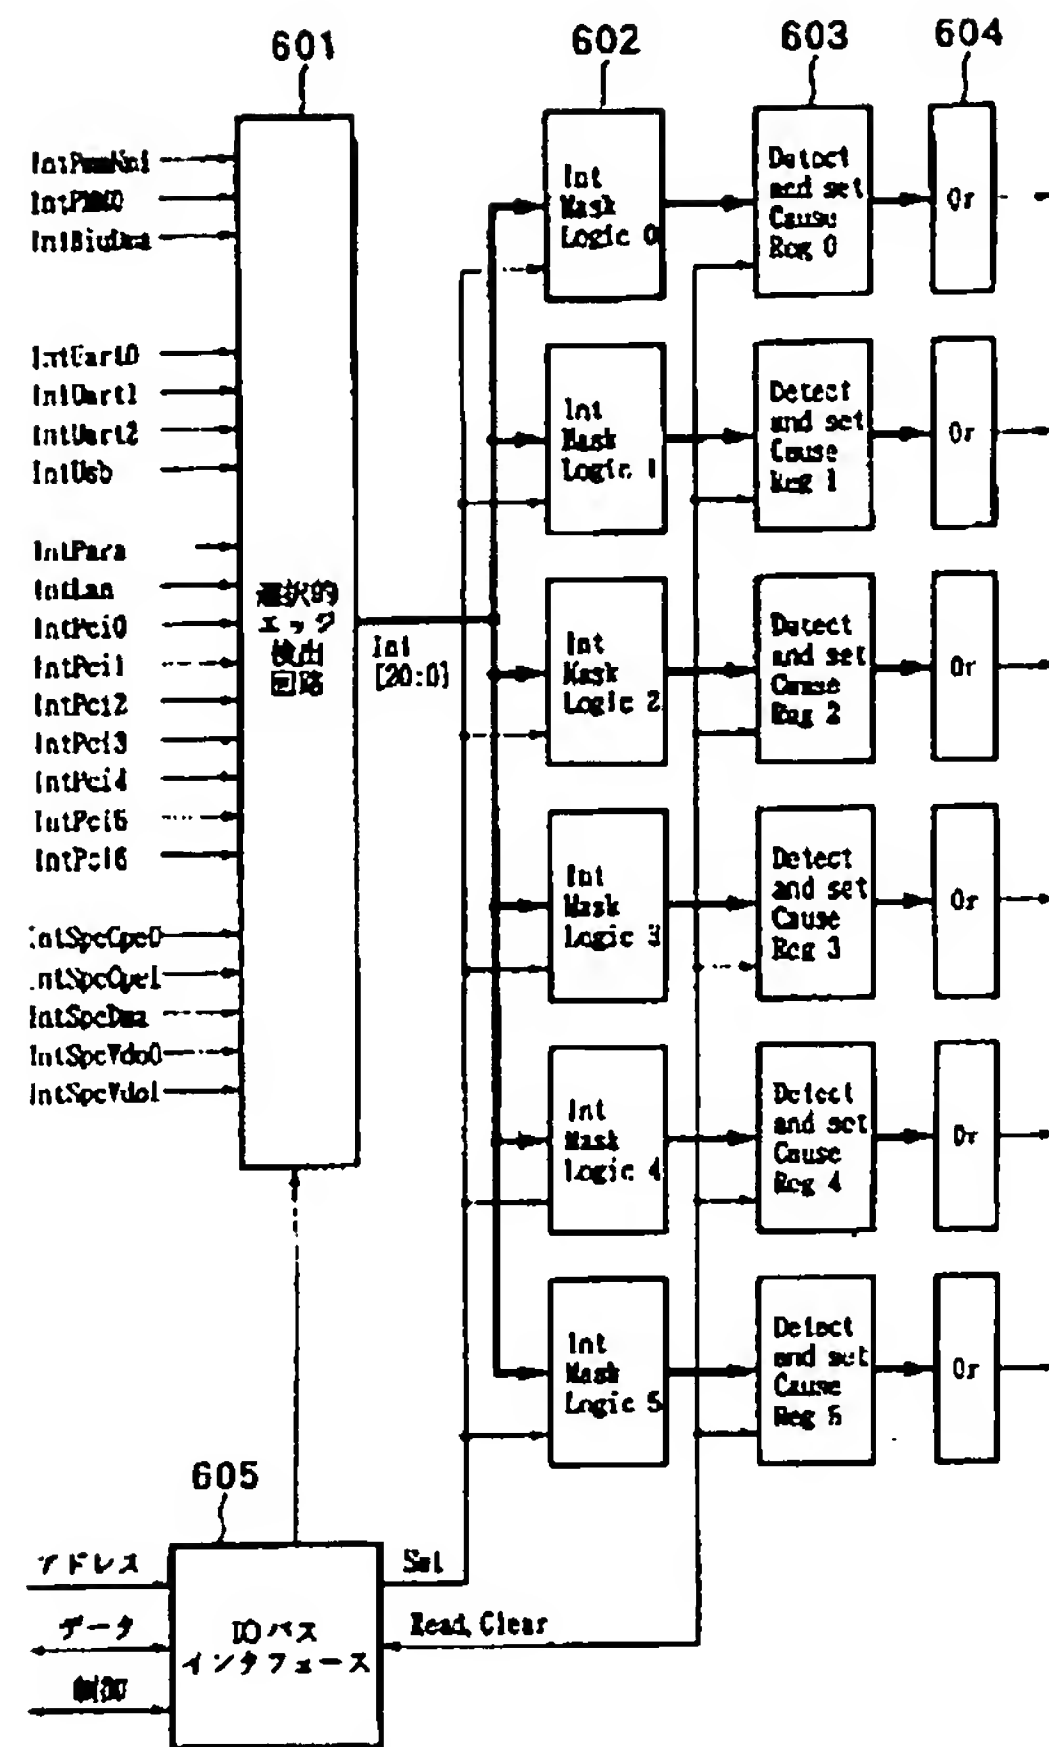 601
602
603
604
IntBiuDma
IntUart0
IntUart1
IntUart2
IntUsb
IntPara
IntLan
IntPci0
IntPci1
IntPci2
IntPci3
IntPci4
IntPci5
IntPci6
IntSpcCpe0
IntSpcCpe1
IntSpcDma
IntSpcVdo0
IntSpcVdo1
選択的
エッジ
検出
回路
Int
[20:0]
Int
Mask
Logic 0
Detect
and set
Cause
Reg 0
Or
Int
Mask
Logic 1
Detect
and set
Cause
Reg 1
Or
Int
Mask
Logic 2
Detect
and set
Cause
Reg 2
Or
Int
Mask
Logic 3
Detect
and set
Cause
Reg 3
Or
Int
Mask
Logic 4
Detect
and set
Cause
Reg 4
Or
Int
Mask
Logic 5
Detect
and set
Cause
Reg 5
Or
605
アドレス
データ
制御
IOバス
インタフェース
Set
Read, Clear